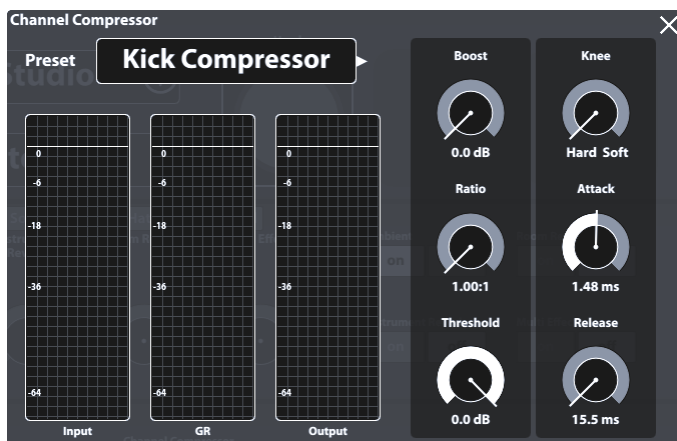 Channel Compressor
Preset
Kick Compressor
0
-6
-18
-36
-64
Input
0
-6
-18
-36
-64
GR
0
-6
-18
-36
-64
Output
Boost
0.0 dB
Knee
Hard Soft
Ratio
1.00:1
Attack
1.48 ms
Threshold
0.0 dB
Release
15.5 ms